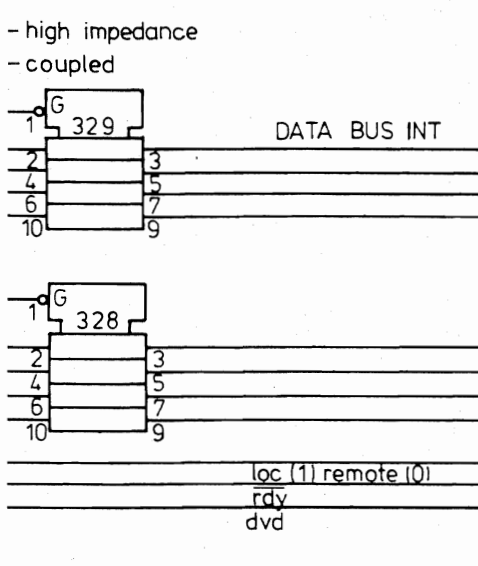 - high impedance
- coupled
G
1
329
DATA BUS INT
2 3
4 5
6 7
10 9
G
1
328
2 3
4 5
6 7
10 9
loc (1) remote (0)
r̅d̅y̅
dvd